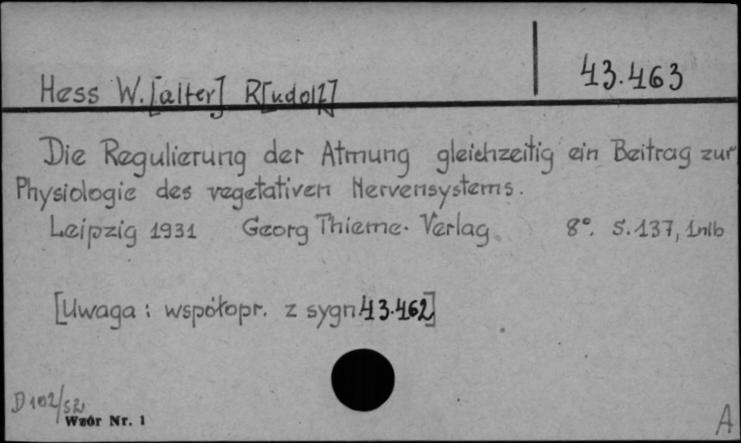 43.463
Hess W.[alter] R[udolf]
Die Regulierung der Atmung gleichzeitig ein Beitrag zur
Physiologie des vegetativen Nervensystems.
Leipzig 1931 Georg Thieme-Verlag 8°. S.137, 1nlb
[Uwaga: współopr. z sygn 43.462]
D 102/52
Wzór Nr. 1
A